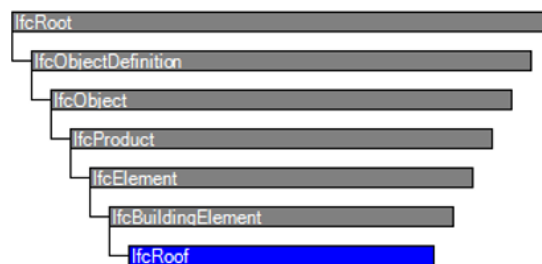 IfcRoot
IfcObjectDefinition
IfcObject
IfcProduct
IfcElement
IfcBuildingElement
IfcRoof